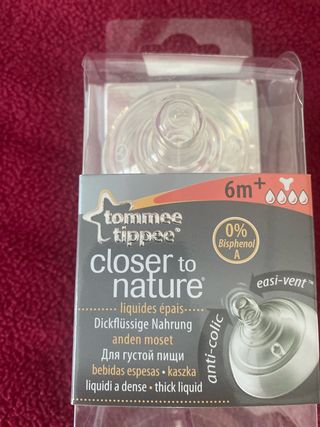 6m+
tommee
tippee®
0%
Bisphenol
A
closer to
nature®
easi-vent™
anti-colic
liquides épais
Dickflüssige Nahrung
anden moset
Для густой пищи
bebidas espesas • kaszka
liquidi a dense • thick liquid